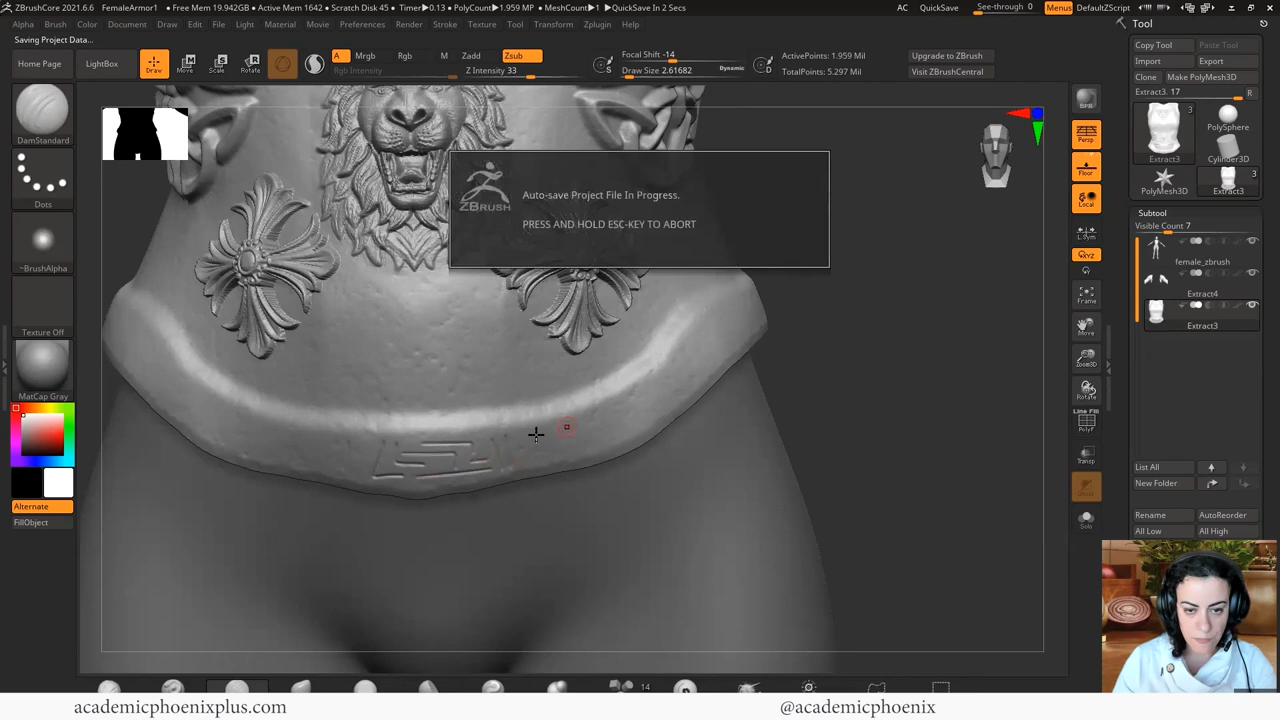 ZBrushCore 2021.6.6 FemaleArmor1 • Free Mem 19.942GB • Active Mem 1642 • Scratch Disk 45 • Timer▸0.13 • PolyCount▸1.959 MP • MeshCount▸1 • QuickSave In 2 Secs AC QuickSave See-through 0 Menus DefaultZScript
Alpha Brush Color Document Draw Edit File Layer Light Material Movie Preferences Render Stroke Texture Tool Transform Zplugin Help
Saving Project Data...
Home Page LightBox Draw Move Scale Rotate
A Mrgb Rgb M Zadd Zsub
Rgb Intensity Z Intensity 33
Focal Shift -14
Draw Size 2.61682 Dynamic
S D
ActivePoints: 1.959 Mil
TotalPoints: 5.297 Mil
Upgrade to ZBrush
Visit ZBrushCentral
DamStandard
Dots
~BrushAlpha
Texture Off
MatCap Gray
Alternate
FillObject
ZBRUSH
Auto-save Project File In Progress.
PRESS AND HOLD ESC-KEY TO ABORT
BPR
Persp
Floor
Local
L.Sym
XYZ
Frame
Move
Zoom3D
Rotate
Line Fill
PolyF
Transp
Solo
Tool
Copy Tool Paste Tool
Import Export
Clone Make PolyMesh3D
Extract3. 17 R
3
PolySphere
Cylinder3D
Extract3
PolyMesh3D
3
Extract3
Subtool
Visible Count 7
female_zbrush
Extract4
Extract3
List All
New Folder
Rename AutoReorder
All Low All High
14
academicphoenixplus.com
@academicphoenix